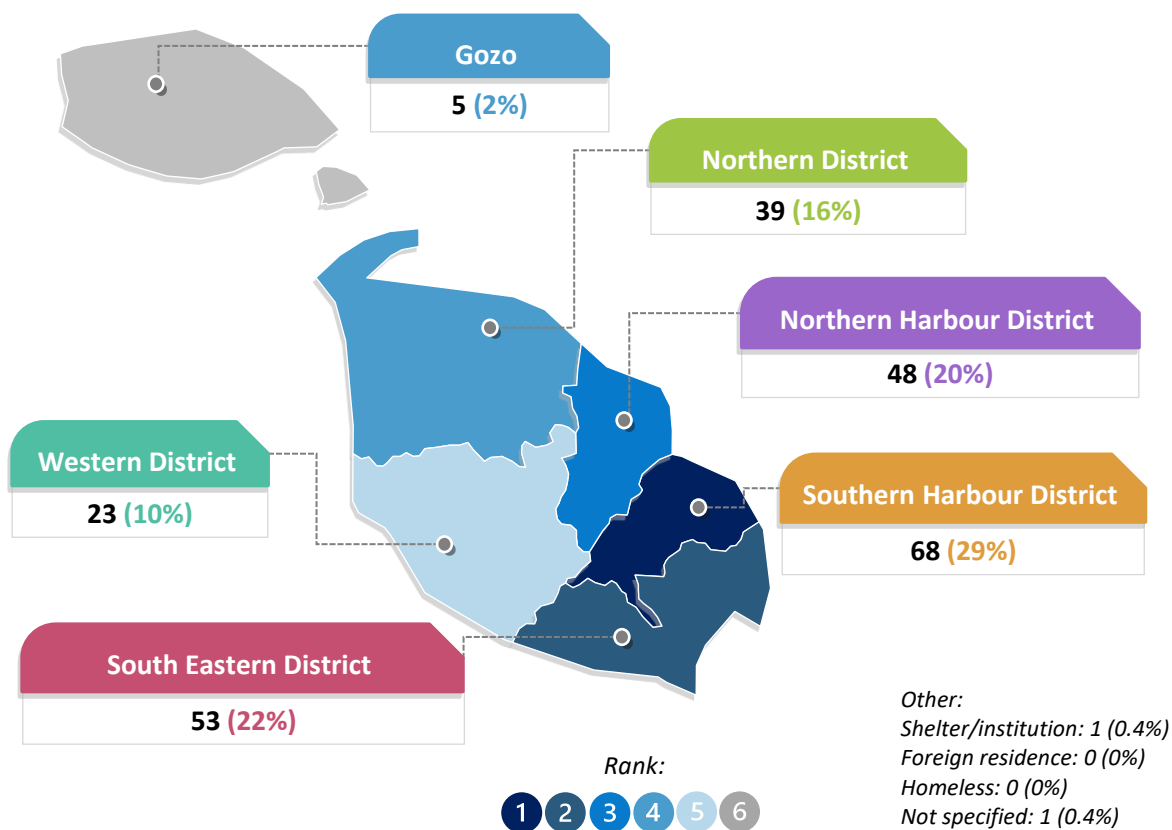 Gozo
5 (2%)
Northern District
39 (16%)
Northern Harbour District
48 (20%)
Western District
23 (10%)
Southern Harbour District
68 (29%)
South Eastern District
53 (22%)
Other:
Shelter/institution: 1 (0.4%)
Foreign residence: 0 (0%)
Homeless: 0 (0%)
Not specified: 1 (0.4%)
Rank:
1 2 3 4 5 6